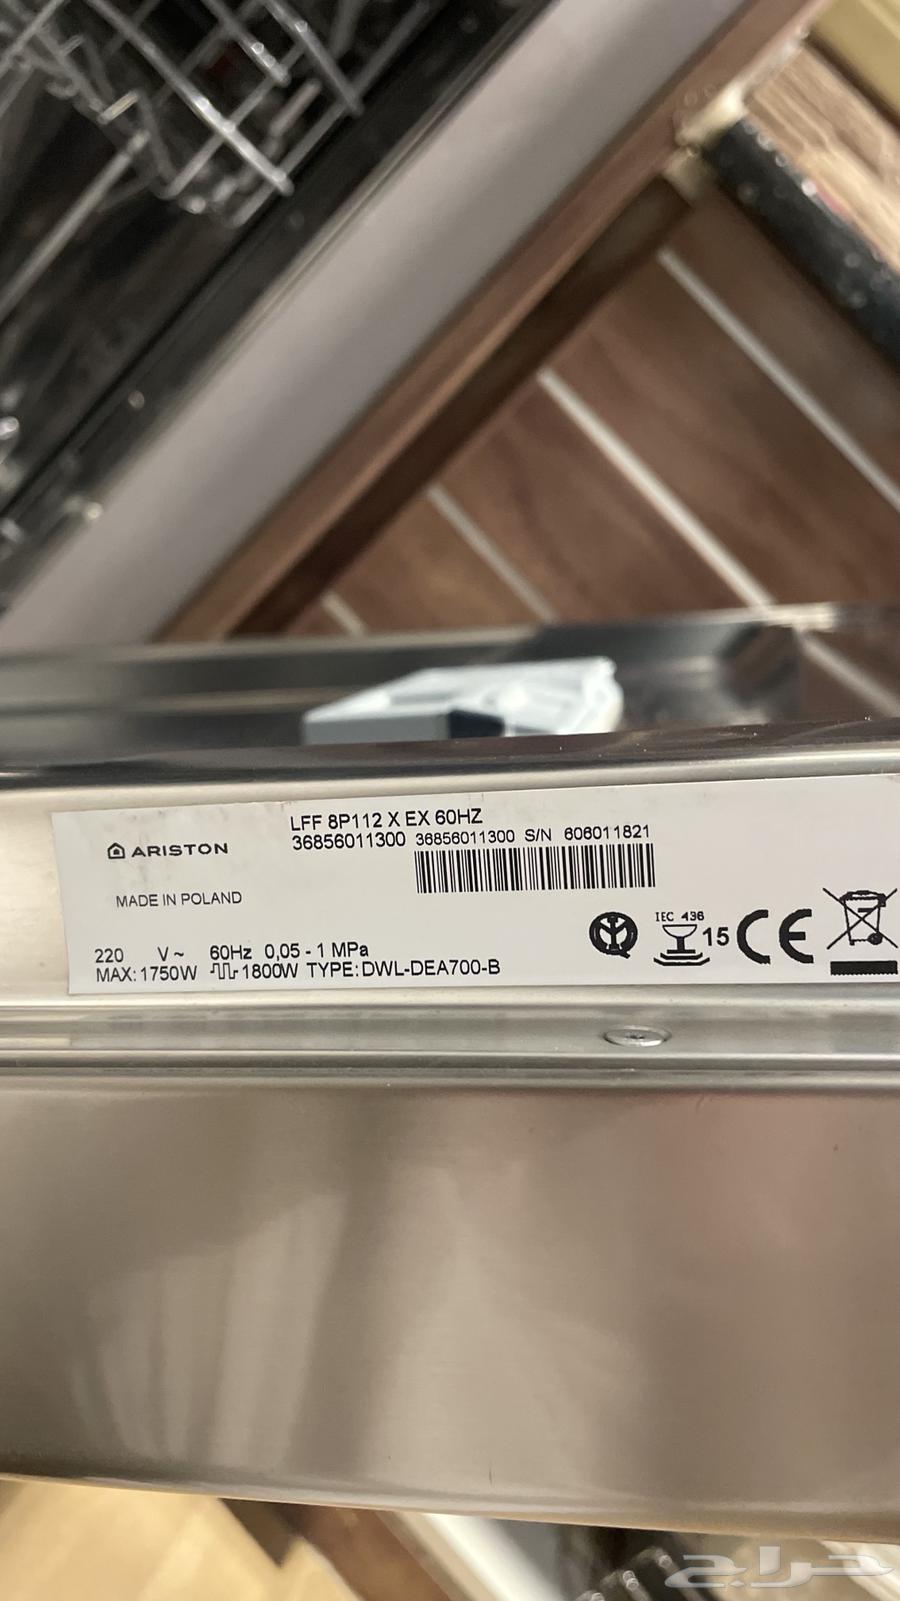 LFF 8P112 X EX 60HZ
36856011300 36856011300 S/N 606011821
ARISTON
MADE IN POLAND
IEC 436
15 CE
220 V~ 60Hz 0,05 - 1 MPa
MAX: 1750W 1800W TYPE: DWL-DEA700-B
حراج